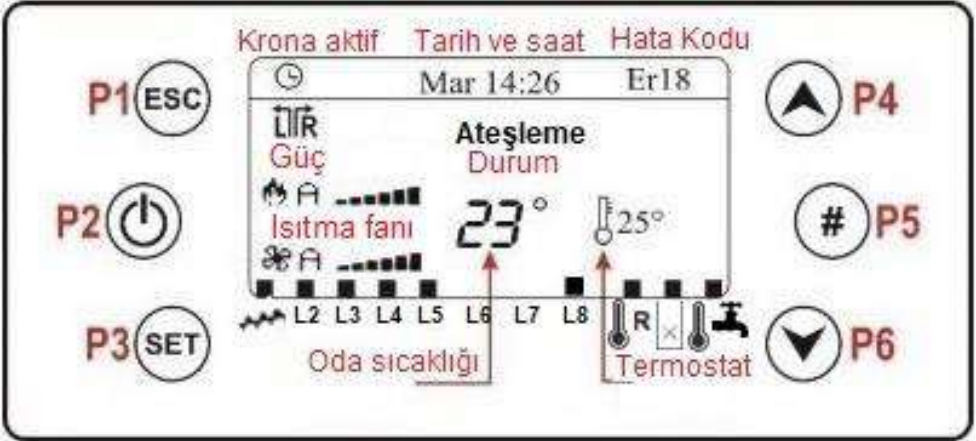 Krona aktif Tarih ve saat Hata Kodu
Mar 14:26 Er18
P1 ESC
P4
L R
Ateşleme
Güç
Durum
A
P2
23° 25°
# P5
Isıtma fanı
A
L2 L3 L4 L5 L6 L7 L8 R
P3 SET
Oda sıcaklığı
Termostat
P6